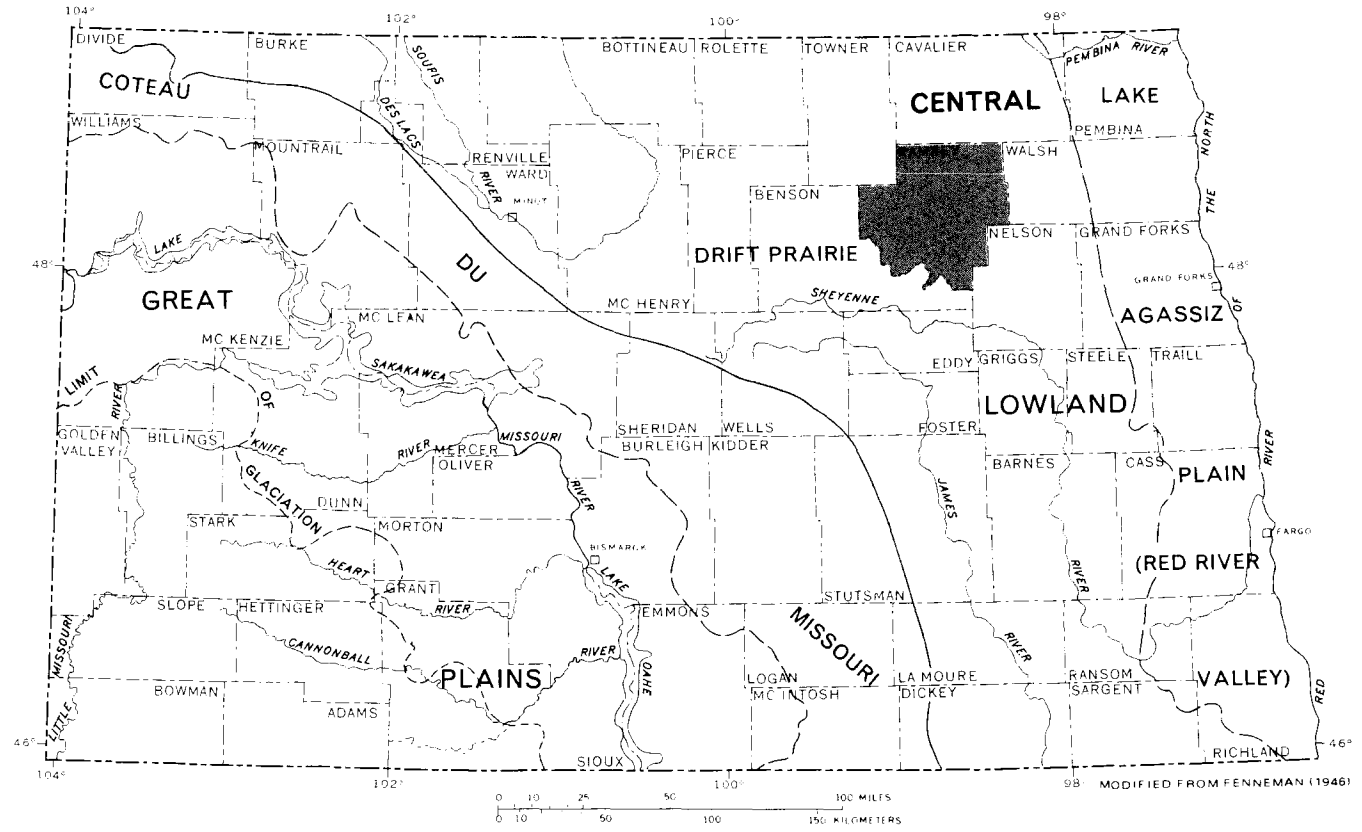 104°
102°
100°
98°
DIVIDE
BURKE
SOURIS
BOTTINEAU
ROLETTE
TOWNER
CAVALIER
PEMBINA RIVER
COTEAU
DES LACS
CENTRAL
LAKE
WILLIAMS
PEMBINA
MOUNTRAIL
RENVILLE
WARD
RIVER
MINOT
PIERCE
WALSH
NORTH
THE
BENSON
NELSON
GRAND FORKS
LAKE
48°
DU
DRIFT PRAIRIE
48°
GRAND FORKS
GREAT
SHEYENNE
OF
MC LEAN
MC HENRY
AGASSIZ
MC KENZIE
SAKAKAWEA
EDDY
GRIGGS
STEELE
TRAILL
LIMIT
RIVER
OF
LOWLAND
GOLDEN
VALLEY
BILLINGS
KNIFE
RIVER
MERCER
OLIVER
MISSOURI
SHERIDAN
WELLS
BURLEIGH
KIDDER
FOSTER
BARNES
CASS
RIVER
PLAIN
GLACIATION
DUNN
RIVER
JAMES
STARK
MORTON
FARGO
BISMARCK
HEART
LAKE
GRANT
RIVER
(RED RIVER
RIVER
STUTSMAN
SLOPE
HETTINGER
EMMONS
MISSOURI
CANNONBALL
RIVER
MISSOURI
RIVER
PLAINS
OAHE
LOGAN
MC INTOSH
LA MOURE
DICKEY
RANSOM
SARGENT
VALLEY)
RED
BOWMAN
ADAMS
LITTLE
46°
SIOUX
RICHLAND
46°
104°
102°
100°
98°
MODIFIED FROM FENNEMAN (1946)
0 10 25 50 100 MILES
0 10 50 100 150 KILOMETERS